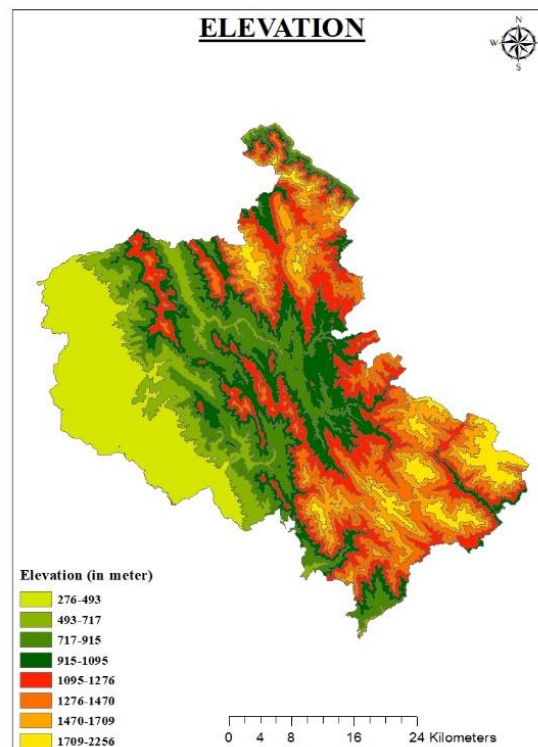 ELEVATION
N
W E
S
Elevation (in meter)
276-493
493-717
717-915
915-1095
1095-1276
1276-1470
1470-1709
1709-2256
0 4 8 16 24 Kilometers